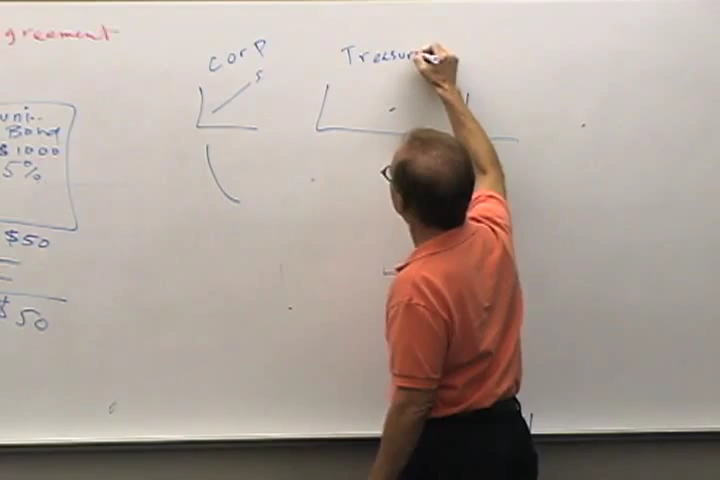 greement
uni-
Bond
$1000
5%
$50
$50
corp
S
Treasur